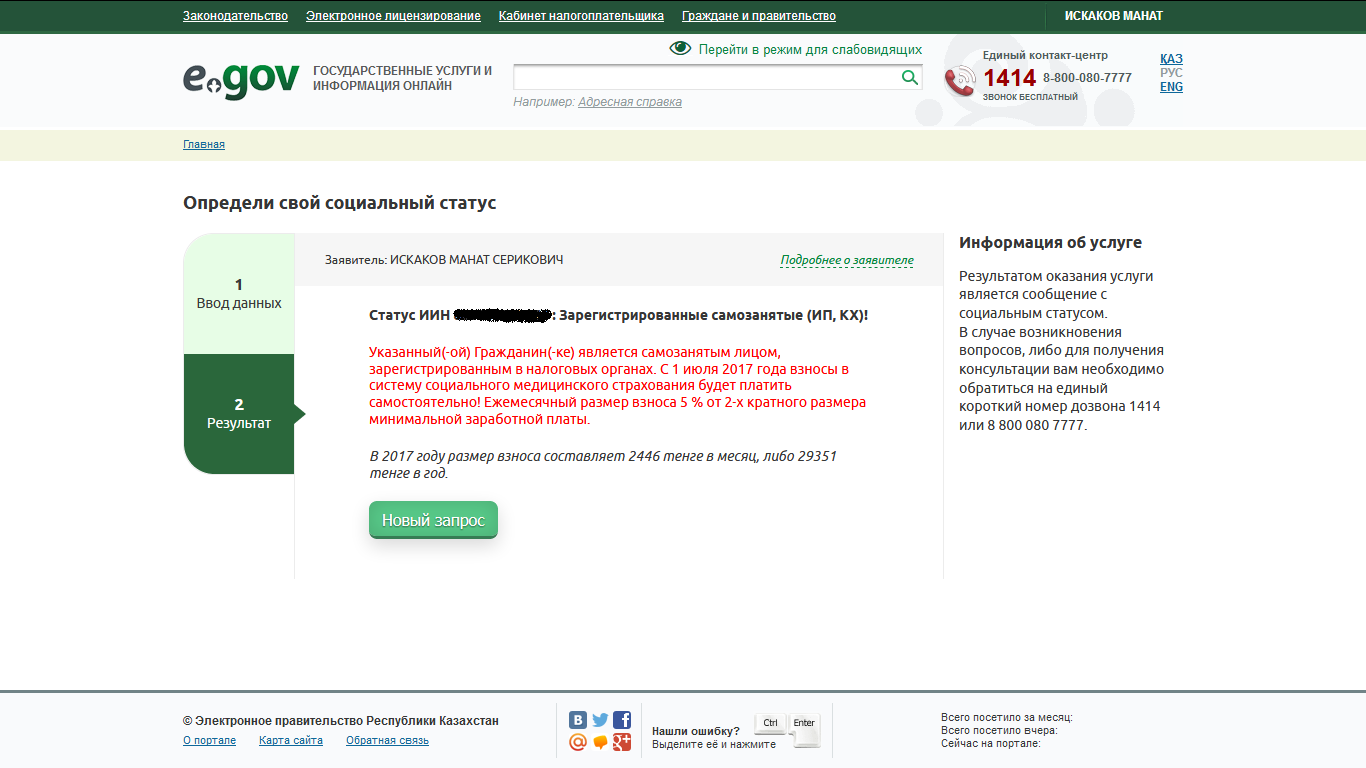 Законодательство Электронное лицензирование Кабинет налогоплательщика Граждане и правительство ИСКАКОВ МАНАТ
Перейти в режим для слабовидящих
egov
ГОСУДАРСТВЕННЫЕ УСЛУГИ И
ИНФОРМАЦИЯ ОНЛАЙН
Например: Адресная справка
Единый контакт-центр
1414 8-800-080-7777
ЗВОНОК БЕСПЛАТНЫЙ
ҚАЗ
РУС
ENG
Главная
Определи свой социальный статус
1
Ввод данных
2
Результат
Заявитель: ИСКАКОВ МАНАТ СЕРИКОВИЧ Подробнее о заявителе
Статус ИИН : Зарегистрированные самозанятые (ИП, КХ)!
Указанный(-ой) Гражданин(-ке) является самозанятым лицом,
зарегистрированным в налоговых органах. С 1 июля 2017 года взносы в
систему социального медицинского страхования будет платить
самостоятельно! Ежемесячный размер взноса 5 % от 2-х кратного размера
минимальной заработной платы.
В 2017 году размер взноса составляет 2446 тенге в месяц, либо 29351
тенге в год.
Новый запрос
Информация об услуге
Результатом оказания услуги
является сообщение с
социальным статусом.
В случае возникновения
вопросов, либо для получения
консультации вам необходимо
обратиться на единый
короткий номер дозвона 1414
или 8 800 080 7777.
© Электронное правительство Республики Казахстан
О портале Карта сайта Обратная связь
Нашли ошибку?
Выделите её и нажмите
Ctrl Enter
Всего посетило за месяц:
Всего посетило вчера:
Сейчас на портале: